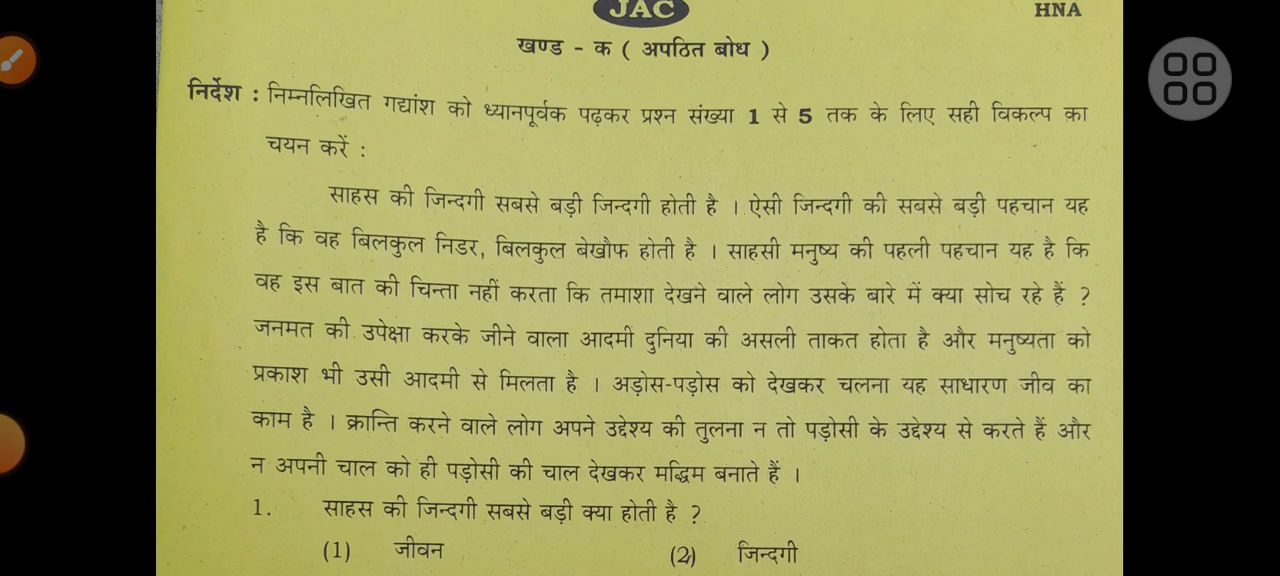 JAC
HNA
खण्ड - क ( अपठित बोध )
निर्देश : निम्नलिखित गद्यांश को ध्यानपूर्वक पढ़कर प्रश्न संख्या 1 से 5 तक के लिए सही विकल्प का
चयन करें :
साहस की जिन्दगी सबसे बड़ी जिन्दगी होती है । ऐसी जिन्दगी की सबसे बड़ी पहचान यह
है कि वह बिलकुल निडर, बिलकुल बेखौफ होती है । साहसी मनुष्य की पहली पहचान यह है कि
वह इस बात की चिन्ता नहीं करता कि तमाशा देखने वाले लोग उसके बारे में क्या सोच रहे हैं ?
जनमत की उपेक्षा करके जीने वाला आदमी दुनिया की असली ताकत होता है और मनुष्यता को
प्रकाश भी उसी आदमी से मिलता है । अड़ोस-पड़ोस को देखकर चलना यह साधारण जीव का
काम है । क्रान्ति करने वाले लोग अपने उद्देश्य की तुलना न तो पड़ोसी के उद्देश्य से करते हैं और
न अपनी चाल को ही पड़ोसी की चाल देखकर मद्धिम बनाते हैं ।
1. साहस की जिन्दगी सबसे बड़ी क्या होती है ?
(1) जीवन (2) जिन्दगी